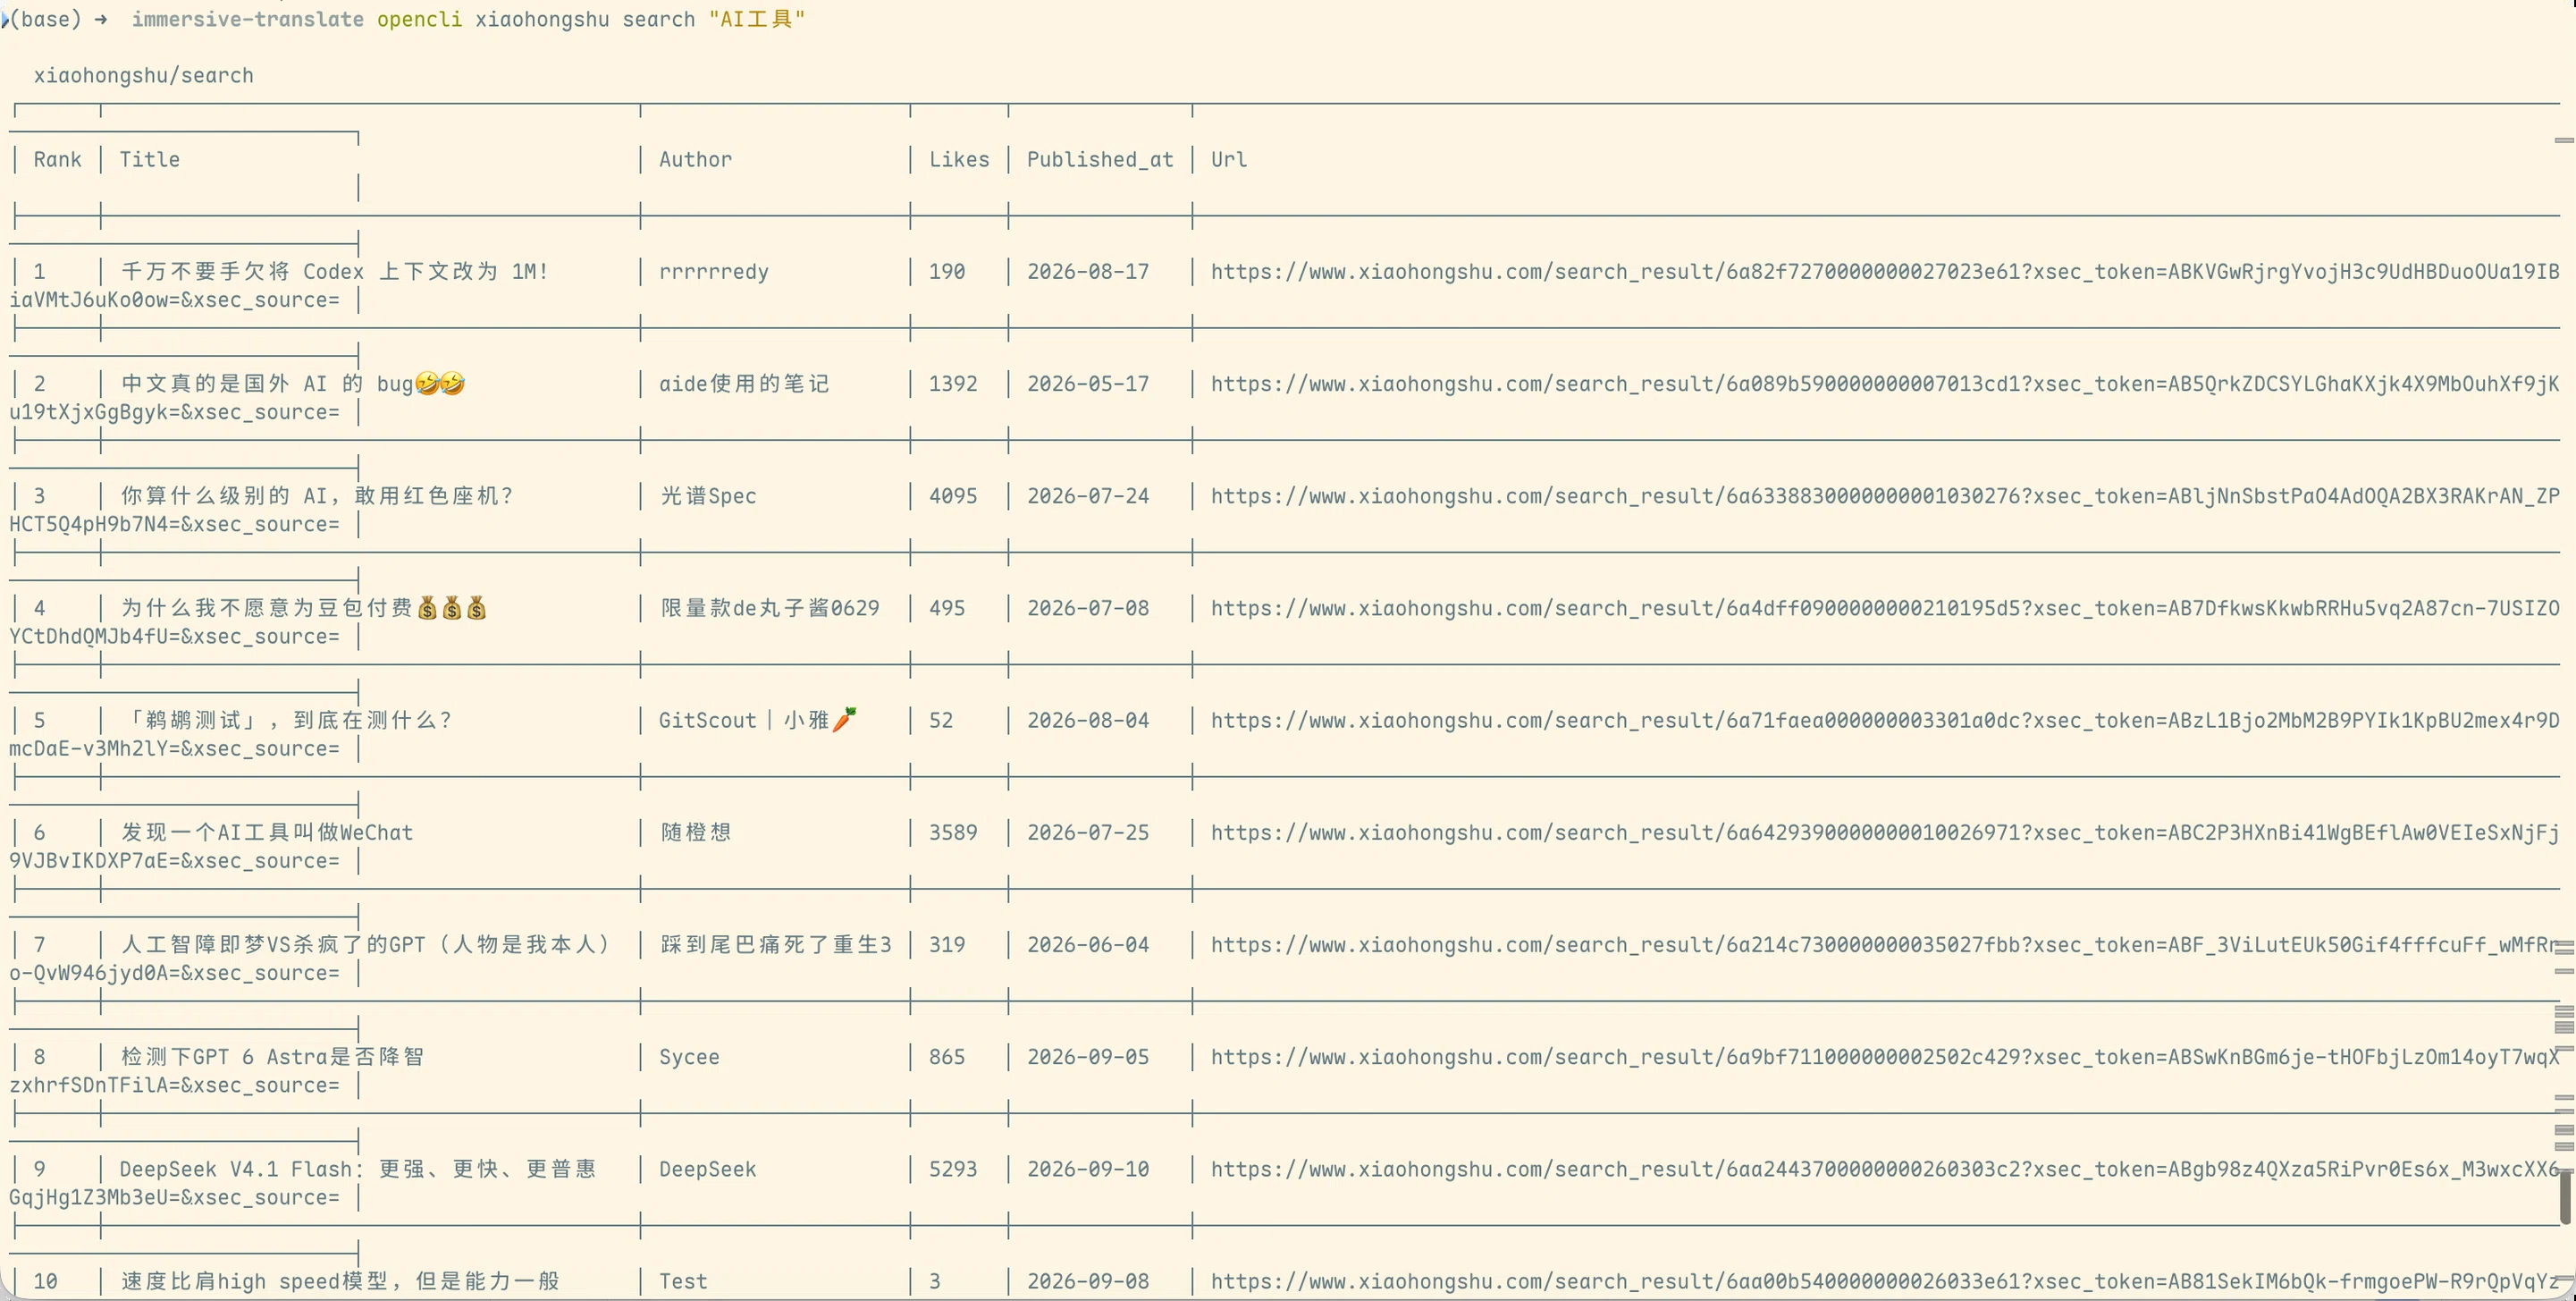 (base) ➜ immersive-translate opencli xiaohongshu search "AI工具"
xiaohongshu/search
Rank Title Author Likes Published_at Url
1 千万不要手欠将 Codex 上下文改为 1M! rrrrrredy 190 2026-08-17 https://www.xiaohongshu.com/search_result/6a82f7270000000027023e61?xsec_token=ABKVGwRjrgYvojH3c9UdHBDuoOUa19IB
iaVMtJ6uKo0ow=&xsec_source=
2 中文真的是国外 AI 的 bug🤣🤣 aide使用的笔记 1392 2026-05-17 https://www.xiaohongshu.com/search_result/6a089b590000000007013cd1?xsec_token=AB5QrkZDCSYLGhaKXjk4X9MbOuhXf9jK
u19tXjxGgBgyk=&xsec_source=
3 你算什么级别的 AI，敢用红色座机？ 光谱Spec 4095 2026-07-24 https://www.xiaohongshu.com/search_result/6a6338830000000001030276?xsec_token=ABljNnSbstPaO4AdOQA2BX3RAKrAN_ZP
HCT5Q4pH9b7N4=&xsec_source=
4 为什么我不愿意为豆包付费💰💰💰 限量款de丸子酱0629 495 2026-07-08 https://www.xiaohongshu.com/search_result/6a4dff0900000000210195d5?xsec_token=AB7DfkwsKkwbRRHu5vq2A87cn-7USIZO
YCtDhdQMJb4fU=&xsec_source=
5 「鹈鹕测试」，到底在测什么？ GitScout｜小雅🥕 52 2026-08-04 https://www.xiaohongshu.com/search_result/6a71faea000000003301a0dc?xsec_token=ABzL1Bjo2MbM2B9PYIk1KpBU2mex4r9D
mcDaE-v3Mh2lY=&xsec_source=
6 发现一个AI工具叫做WeChat 随橙想 3589 2026-07-25 https://www.xiaohongshu.com/search_result/6a6429390000000010026971?xsec_token=ABC2P3HXnBi41WgBEflAw0VEIeSxNjFj
9VJBvIKDXP7aE=&xsec_source=
7 人工智障即梦VS杀疯了的GPT（人物是我本人） 踩到尾巴痛死了重生3 319 2026-06-04 https://www.xiaohongshu.com/search_result/6a214c730000000035027fbb?xsec_token=ABF_3ViLutEUk50Gif4fffcuFf_wMfRr
o-QvW946jyd0A=&xsec_source=
8 检测下GPT 6 Astra是否降智 Sycee 865 2026-09-05 https://www.xiaohongshu.com/search_result/6a9bf711000000002502c429?xsec_token=ABSwKnBGm6je-tHOFbjLzOm14oyT7wqX
zxhrfSDnTFilA=&xsec_source=
9 DeepSeek V4.1 Flash：更强、更快、更普惠 DeepSeek 5293 2026-09-10 https://www.xiaohongshu.com/search_result/6aa2443700000000260303c2?xsec_token=ABgb98z4QXza5RiPvr0Es6x_M3wxcXX6
GqjHg1Z3Mb3eU=&xsec_source=
10 速度比肩high speed模型，但是能力一般 Test 3 2026-09-08 https://www.xiaohongshu.com/search_result/6aa00b540000000026033e61?xsec_token=AB81SekIM6bQk-frmgoePW-R9rQpVqYz